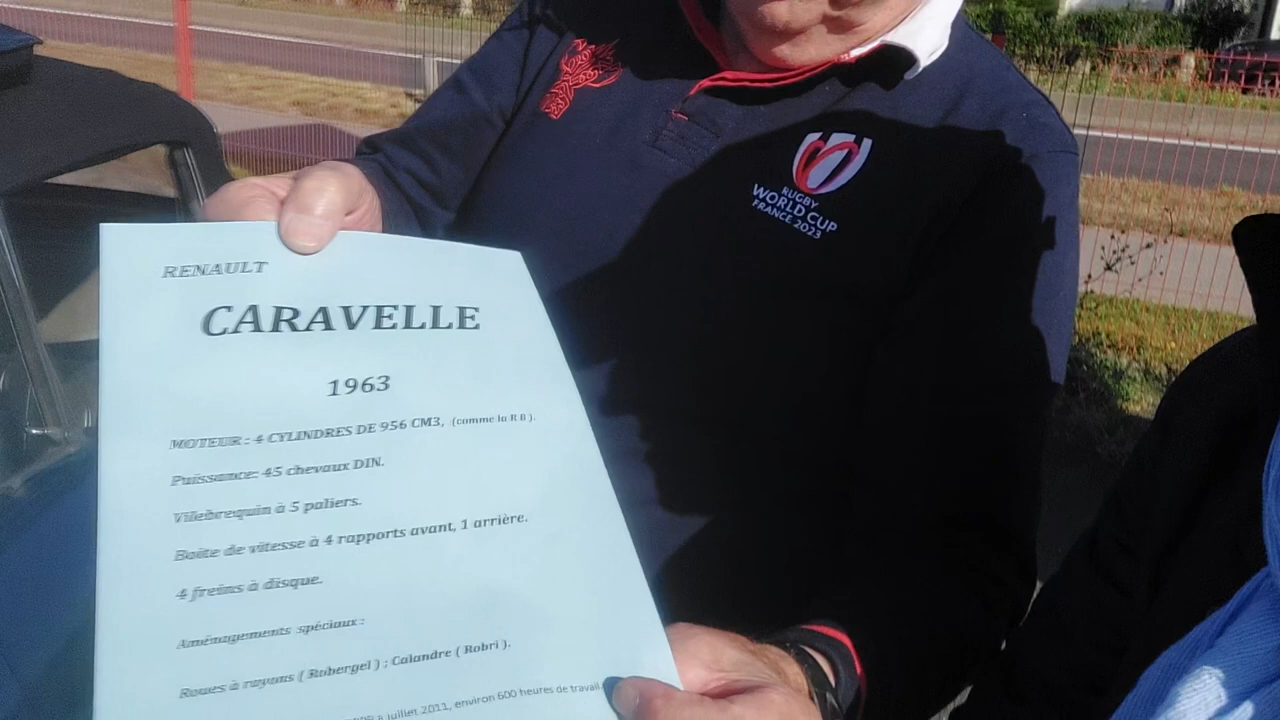 RUGBY
WORLD CUP
FRANCE 2023
RENAULT
CARAVELLE
1963
MOTEUR : 4 CYLINDRES DE 956 CM3, (comme la R 8 ).
Puissance: 45 chevaux DIN.
Villebrequin à 5 paliers.
Boîte de vitesse à 4 rapports avant, 1 arrière.
4 freins à disque.
Aménagements spéciaux :
Roues à rayons ( Robergel ) ; Calandre ( Robri ).
à juillet 2011, environ 600 heures de travail